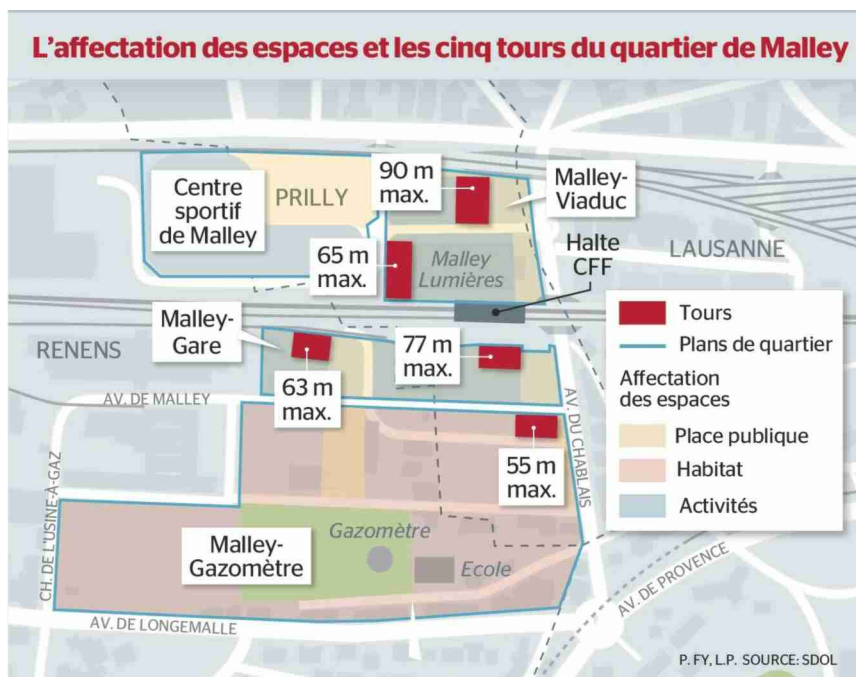 L'affectation des espaces et les cinq tours du quartier de Malley
Centre
sportif
de Malley
PRILLY
90 m
max.
Malley-
Viaduc
65 m
max.
Malley
Lumières
Halte
CFF
LAUSANNE
Malley-
Gare
RENENS
77 m
max.
63 m
max.
AV. DE MALLEY
55 m
max.
AV. DU CHABLAIS
Tours
Plans de quartier
Affectation
des espaces
Place publique
Habitat
Activités
CH. DE L'USINE-À-GAZ
Malley-
Gazomètre
Gazomètre
Ecole
AV. DE PROVENCE
AV. DE LONGEMALLE
P. FY, L.P. SOURCE: SDOL